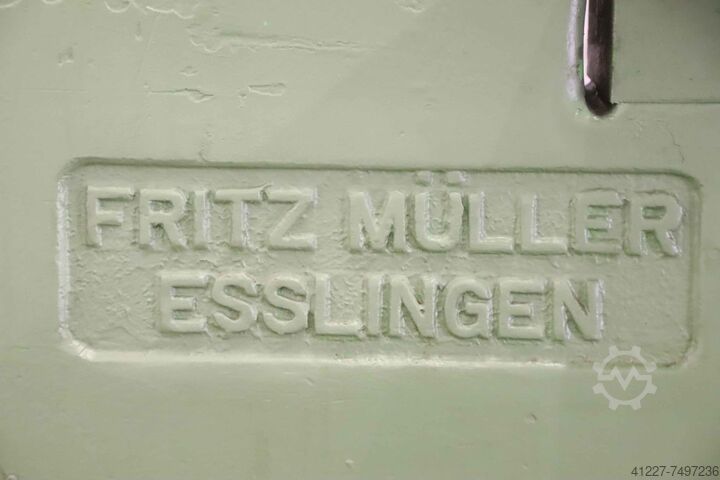 FRITZ MÜLLER
ESSLINGEN
41227-7497236